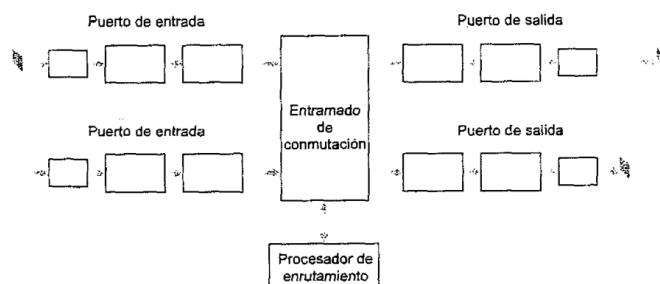 Puerto de entrada
Puerto de salida
Entramado
de
conmutación
Puerto de entrada
Puerto de salida
Procesador de
enrutamiento